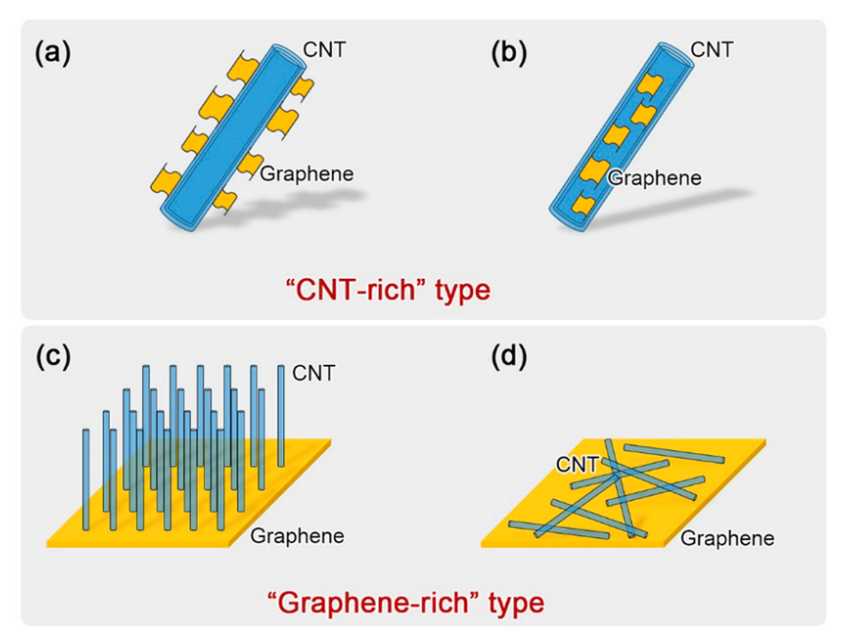 (a)
CNT
Graphene
(b)
CNT
Graphene
“CNT-rich” type
(c)
CNT
Graphene
(d)
CNT
Graphene
“Graphene-rich” type